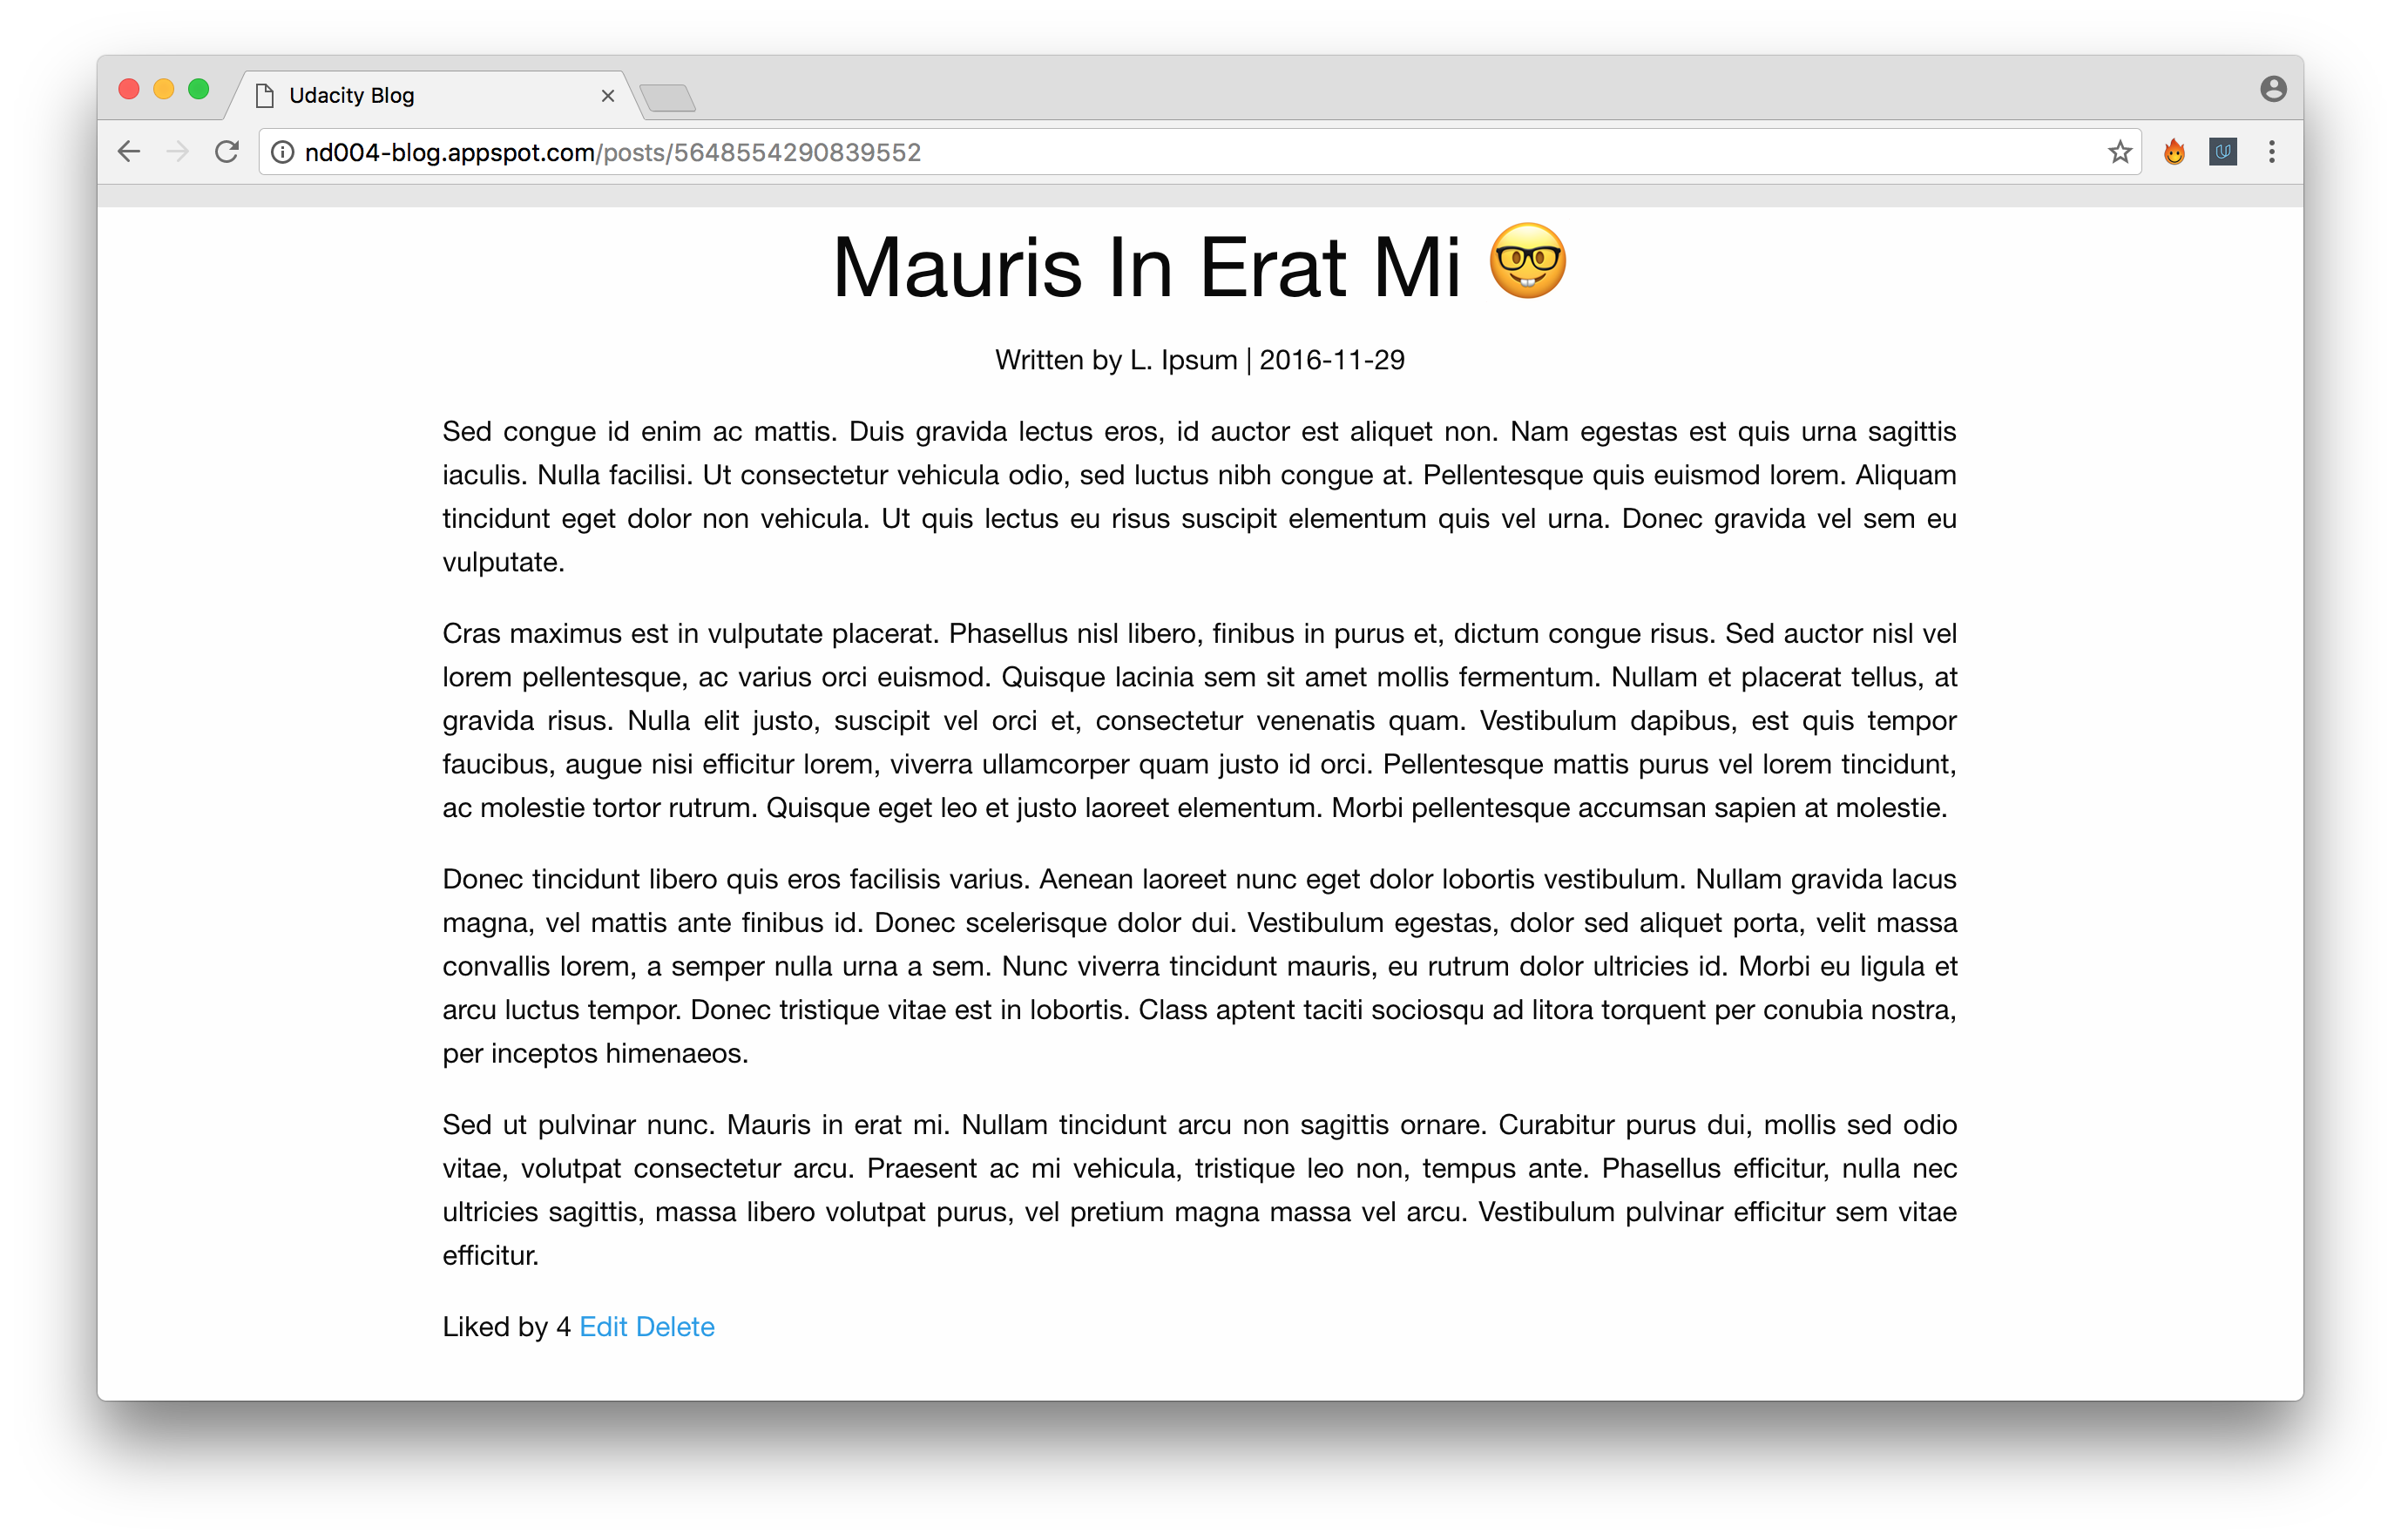 Udacity Blog
nd004-blog.appspot.com/posts/5648554290839552
Mauris In Erat Mi 🤓
Written by L. Ipsum | 2016-11-29
Sed congue id enim ac mattis. Duis gravida lectus eros, id auctor est aliquet non. Nam egestas est quis urna sagittis
iaculis. Nulla facilisi. Ut consectetur vehicula odio, sed luctus nibh congue at. Pellentesque quis euismod lorem. Aliquam
tincidunt eget dolor non vehicula. Ut quis lectus eu risus suscipit elementum quis vel urna. Donec gravida vel sem eu
vulputate.
Cras maximus est in vulputate placerat. Phasellus nisl libero, finibus in purus et, dictum congue risus. Sed auctor nisl vel
lorem pellentesque, ac varius orci euismod. Quisque lacinia sem sit amet mollis fermentum. Nullam et placerat tellus, at
gravida risus. Nulla elit justo, suscipit vel orci et, consectetur venenatis quam. Vestibulum dapibus, est quis tempor
faucibus, augue nisi efficitur lorem, viverra ullamcorper quam justo id orci. Pellentesque mattis purus vel lorem tincidunt,
ac molestie tortor rutrum. Quisque eget leo et justo laoreet elementum. Morbi pellentesque accumsan sapien at molestie.
Donec tincidunt libero quis eros facilisis varius. Aenean laoreet nunc eget dolor lobortis vestibulum. Nullam gravida lacus
magna, vel mattis ante finibus id. Donec scelerisque dolor dui. Vestibulum egestas, dolor sed aliquet porta, velit massa
convallis lorem, a semper nulla urna a sem. Nunc viverra tincidunt mauris, eu rutrum dolor ultricies id. Morbi eu ligula et
arcu luctus tempor. Donec tristique vitae est in lobortis. Class aptent taciti sociosqu ad litora torquent per conubia nostra,
per inceptos himenaeos.
Sed ut pulvinar nunc. Mauris in erat mi. Nullam tincidunt arcu non sagittis ornare. Curabitur purus dui, mollis sed odio
vitae, volutpat consectetur arcu. Praesent ac mi vehicula, tristique leo non, tempus ante. Phasellus efficitur, nulla nec
ultricies sagittis, massa libero volutpat purus, vel pretium magna massa vel arcu. Vestibulum pulvinar efficitur sem vitae
efficitur.
Liked by 4 Edit Delete